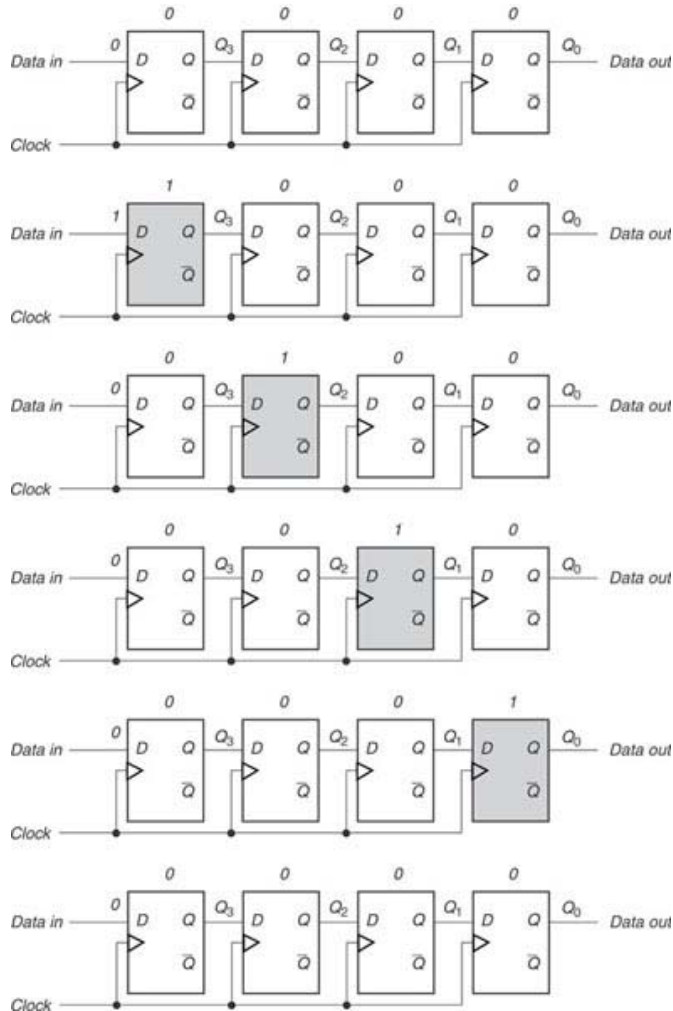 0 0 0 0
0 Q3 Q2 Q1 Q0
Data in D Q D Q D Q D Q Data out
Q̅ Q̅ Q̅ Q̅
Clock
1 0 0 0
1 Q3 Q2 Q1 Q0
Data in D Q D Q D Q D Q Data out
Q̅ Q̅ Q̅ Q̅
Clock
0 1 0 0
0 Q3 Q2 Q1 Q0
Data in D Q D Q D Q D Q Data out
Q̅ Q̅ Q̅ Q̅
Clock
0 0 1 0
0 Q3 Q2 Q1 Q0
Data in D Q D Q D Q D Q Data out
Q̅ Q̅ Q̅ Q̅
Clock
0 0 0 1
0 Q3 Q2 Q1 Q0
Data in D Q D Q D Q D Q Data out
Q̅ Q̅ Q̅ Q̅
Clock
0 0 0 0
0 Q3 Q2 Q1 Q0
Data in D Q D Q D Q D Q Data out
Q̅ Q̅ Q̅ Q̅
Clock